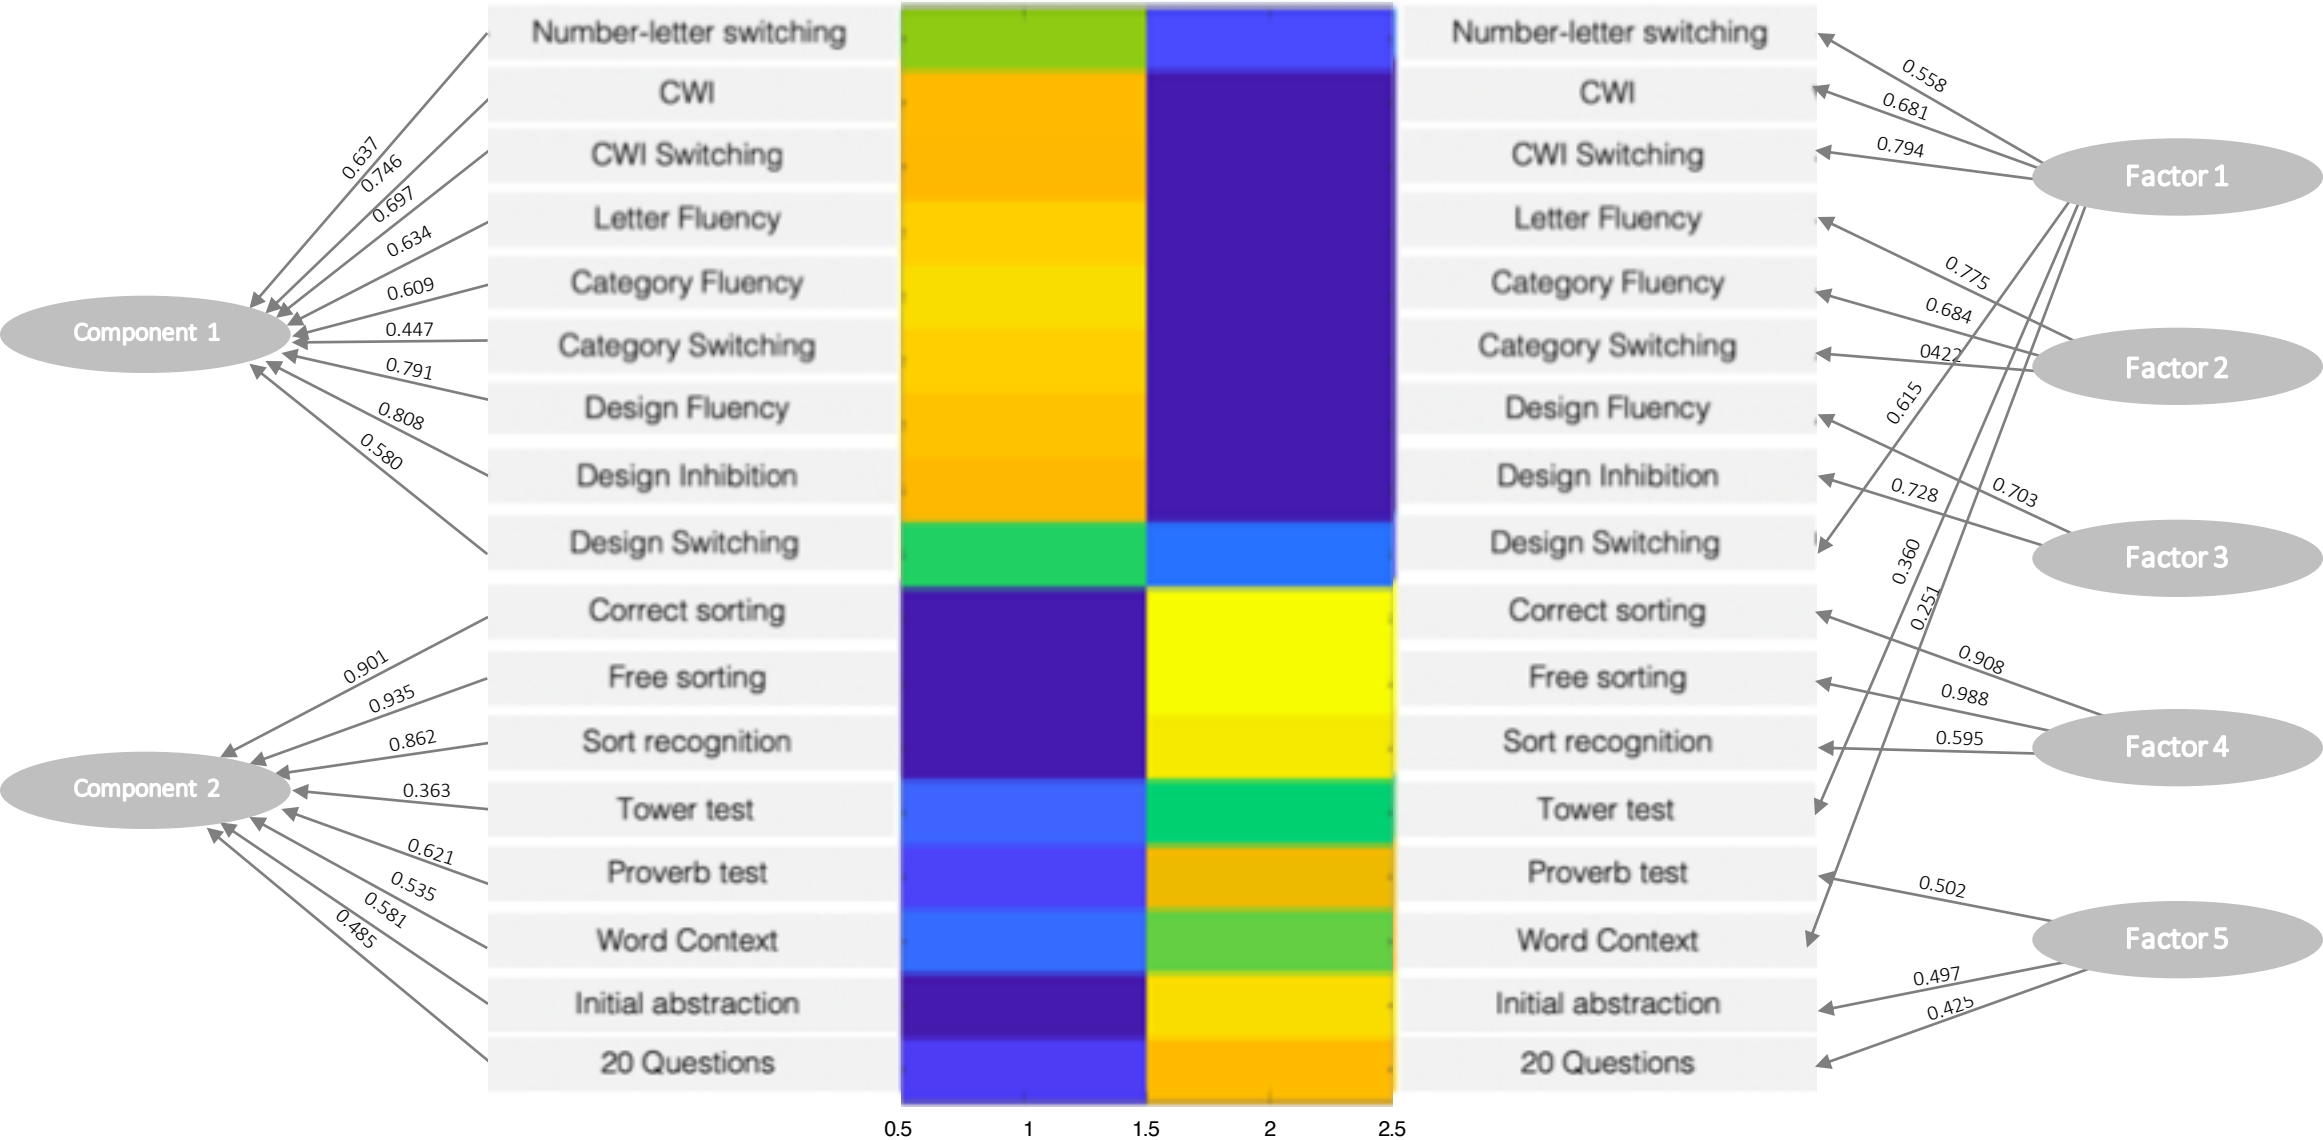 Number-letter switching
CWI
CWI Switching
Letter Fluency
Category Fluency
Category Switching
Design Fluency
Design Inhibition
Design Switching
Correct sorting
Free sorting
Sort recognition
Tower test
Proverb test
Word Context
Initial abstraction
20 Questions
0.637
0.746
0.697
0.634
0.609
0.447
0.791
0.808
0.580
Component 1
0.901
0.935
0.862
0.363
0.621
0.535
0.581
0.485
Component 2
0.5 1 1.5 2 2.5
Number-letter switching
CWI
CWI Switching
Letter Fluency
Category Fluency
Category Switching
Design Fluency
Design Inhibition
Design Switching
Correct sorting
Free sorting
Sort recognition
Tower test
Proverb test
Word Context
Initial abstraction
20 Questions
0.558
0.681
0.794
Factor 1
0.775
0.684
0422
Factor 2
0.615
0.703
0.728
Factor 3
0.360
0.251
0.908
0.988
0.595
Factor 4
0.502
0.497
0.425
Factor 5